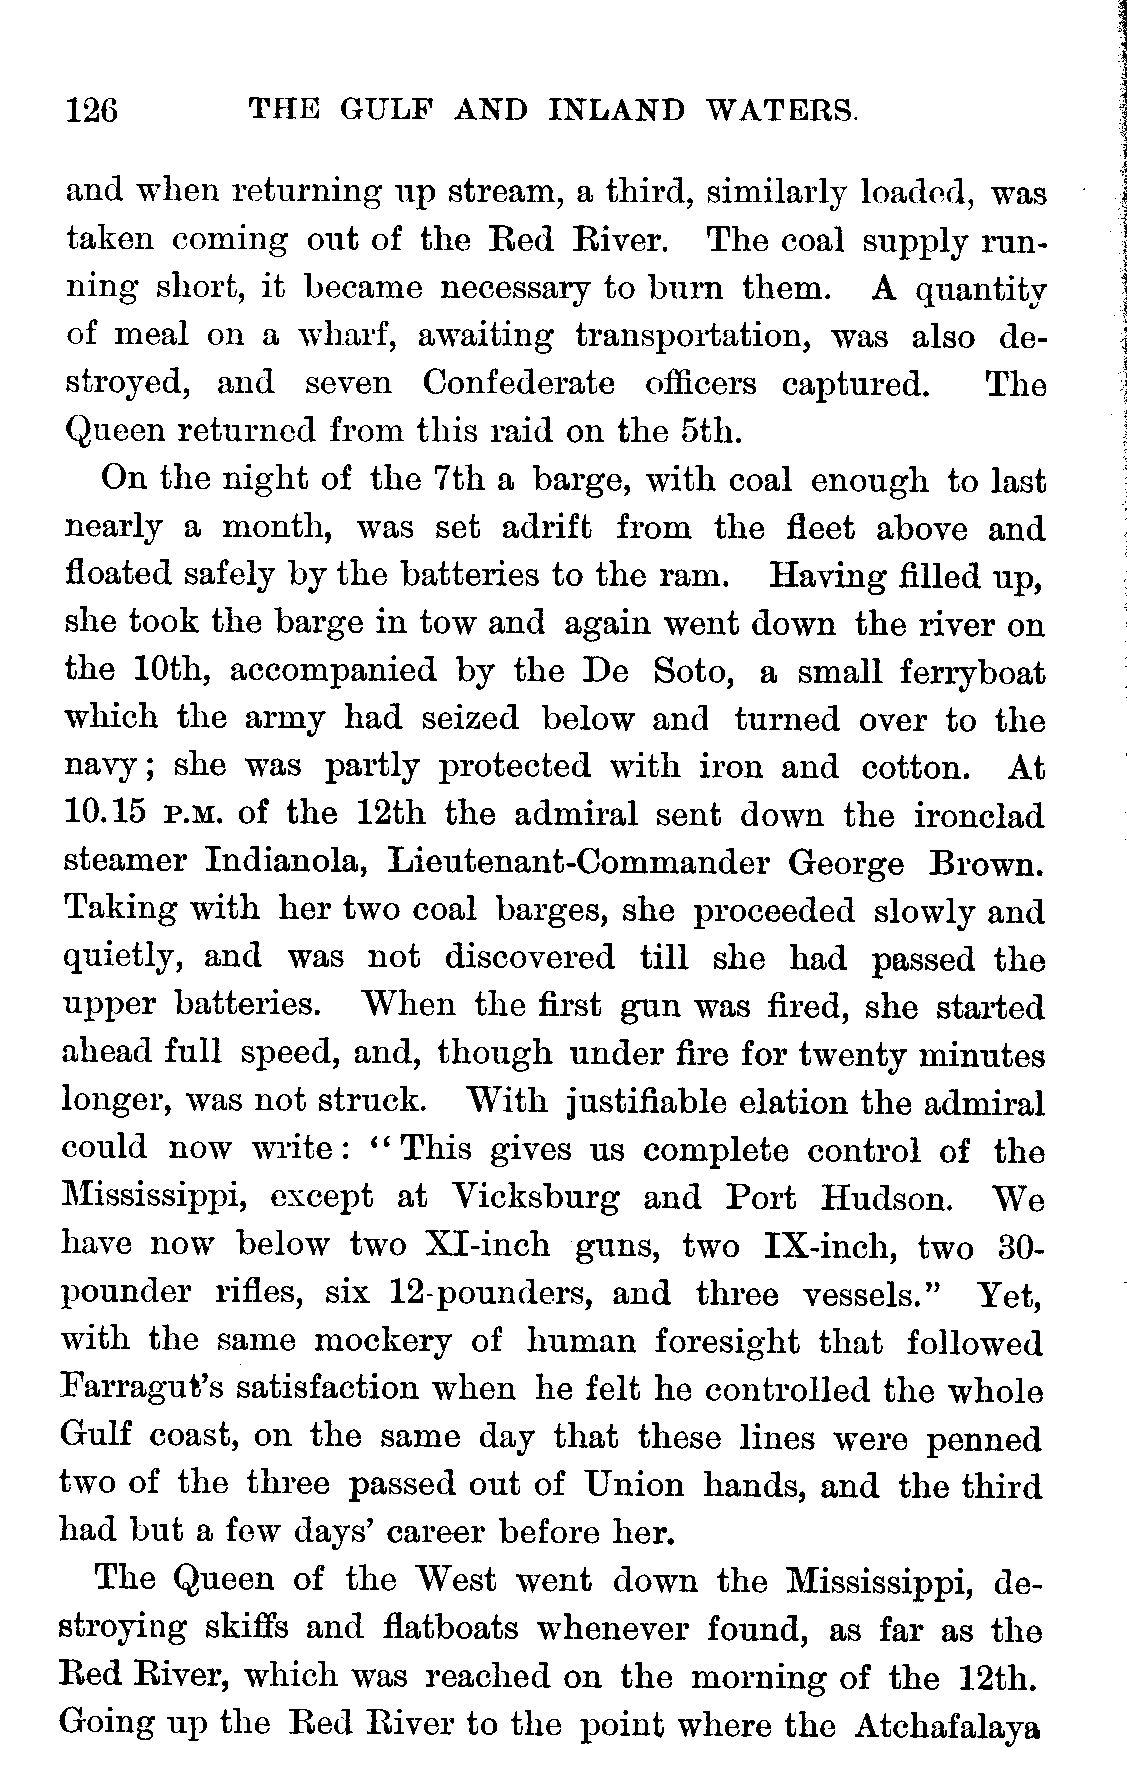 126 THE GULF AND INLAND WATERS.
and when returning up stream, a third, similarly loaded, was
taken coming out of the Red River. The coal supply run-
ning short, it became necessary to burn them. A quantity
of meal on a wharf, awaiting transportation, was also de-
stroyed, and seven Confederate officers captured. The
Queen returned from this raid on the 5th.
On the night of the 7th a barge, with coal enough to last
nearly a month, was set adrift from the fleet above and
floated safely by the batteries to the ram. Having filled up,
she took the barge in tow and again went down the river on
the 10th, accompanied by the De Soto, a small ferryboat
which the army had seized below and turned over to the
navy; she was partly protected with iron and cotton. At
10.15 P.M. of the 12th the admiral sent down the ironclad
steamer Indianola, Lieutenant-Commander George Brown.
Taking with her two coal barges, she proceeded slowly and
quietly, and was not discovered till she had passed the
upper batteries. When the first gun was fired, she started
ahead full speed, and, though under fire for twenty minutes
longer, was not struck. With justifiable elation the admiral
could now write: “This gives us complete control of the
Mississippi, except at Vicksburg and Port Hudson. We
have now below two XI-inch guns, two IX-inch, two 30-
pounder rifles, six 12-pounders, and three vessels.” Yet,
with the same mockery of human foresight that followed
Farragut’s satisfaction when he felt he controlled the whole
Gulf coast, on the same day that these lines were penned
two of the three passed out of Union hands, and the third
had but a few days’ career before her.
The Queen of the West went down the Mississippi, de-
stroying skiffs and flatboats whenever found, as far as the
Red River, which was reached on the morning of the 12th.
Going up the Red River to the point where the Atchafalaya